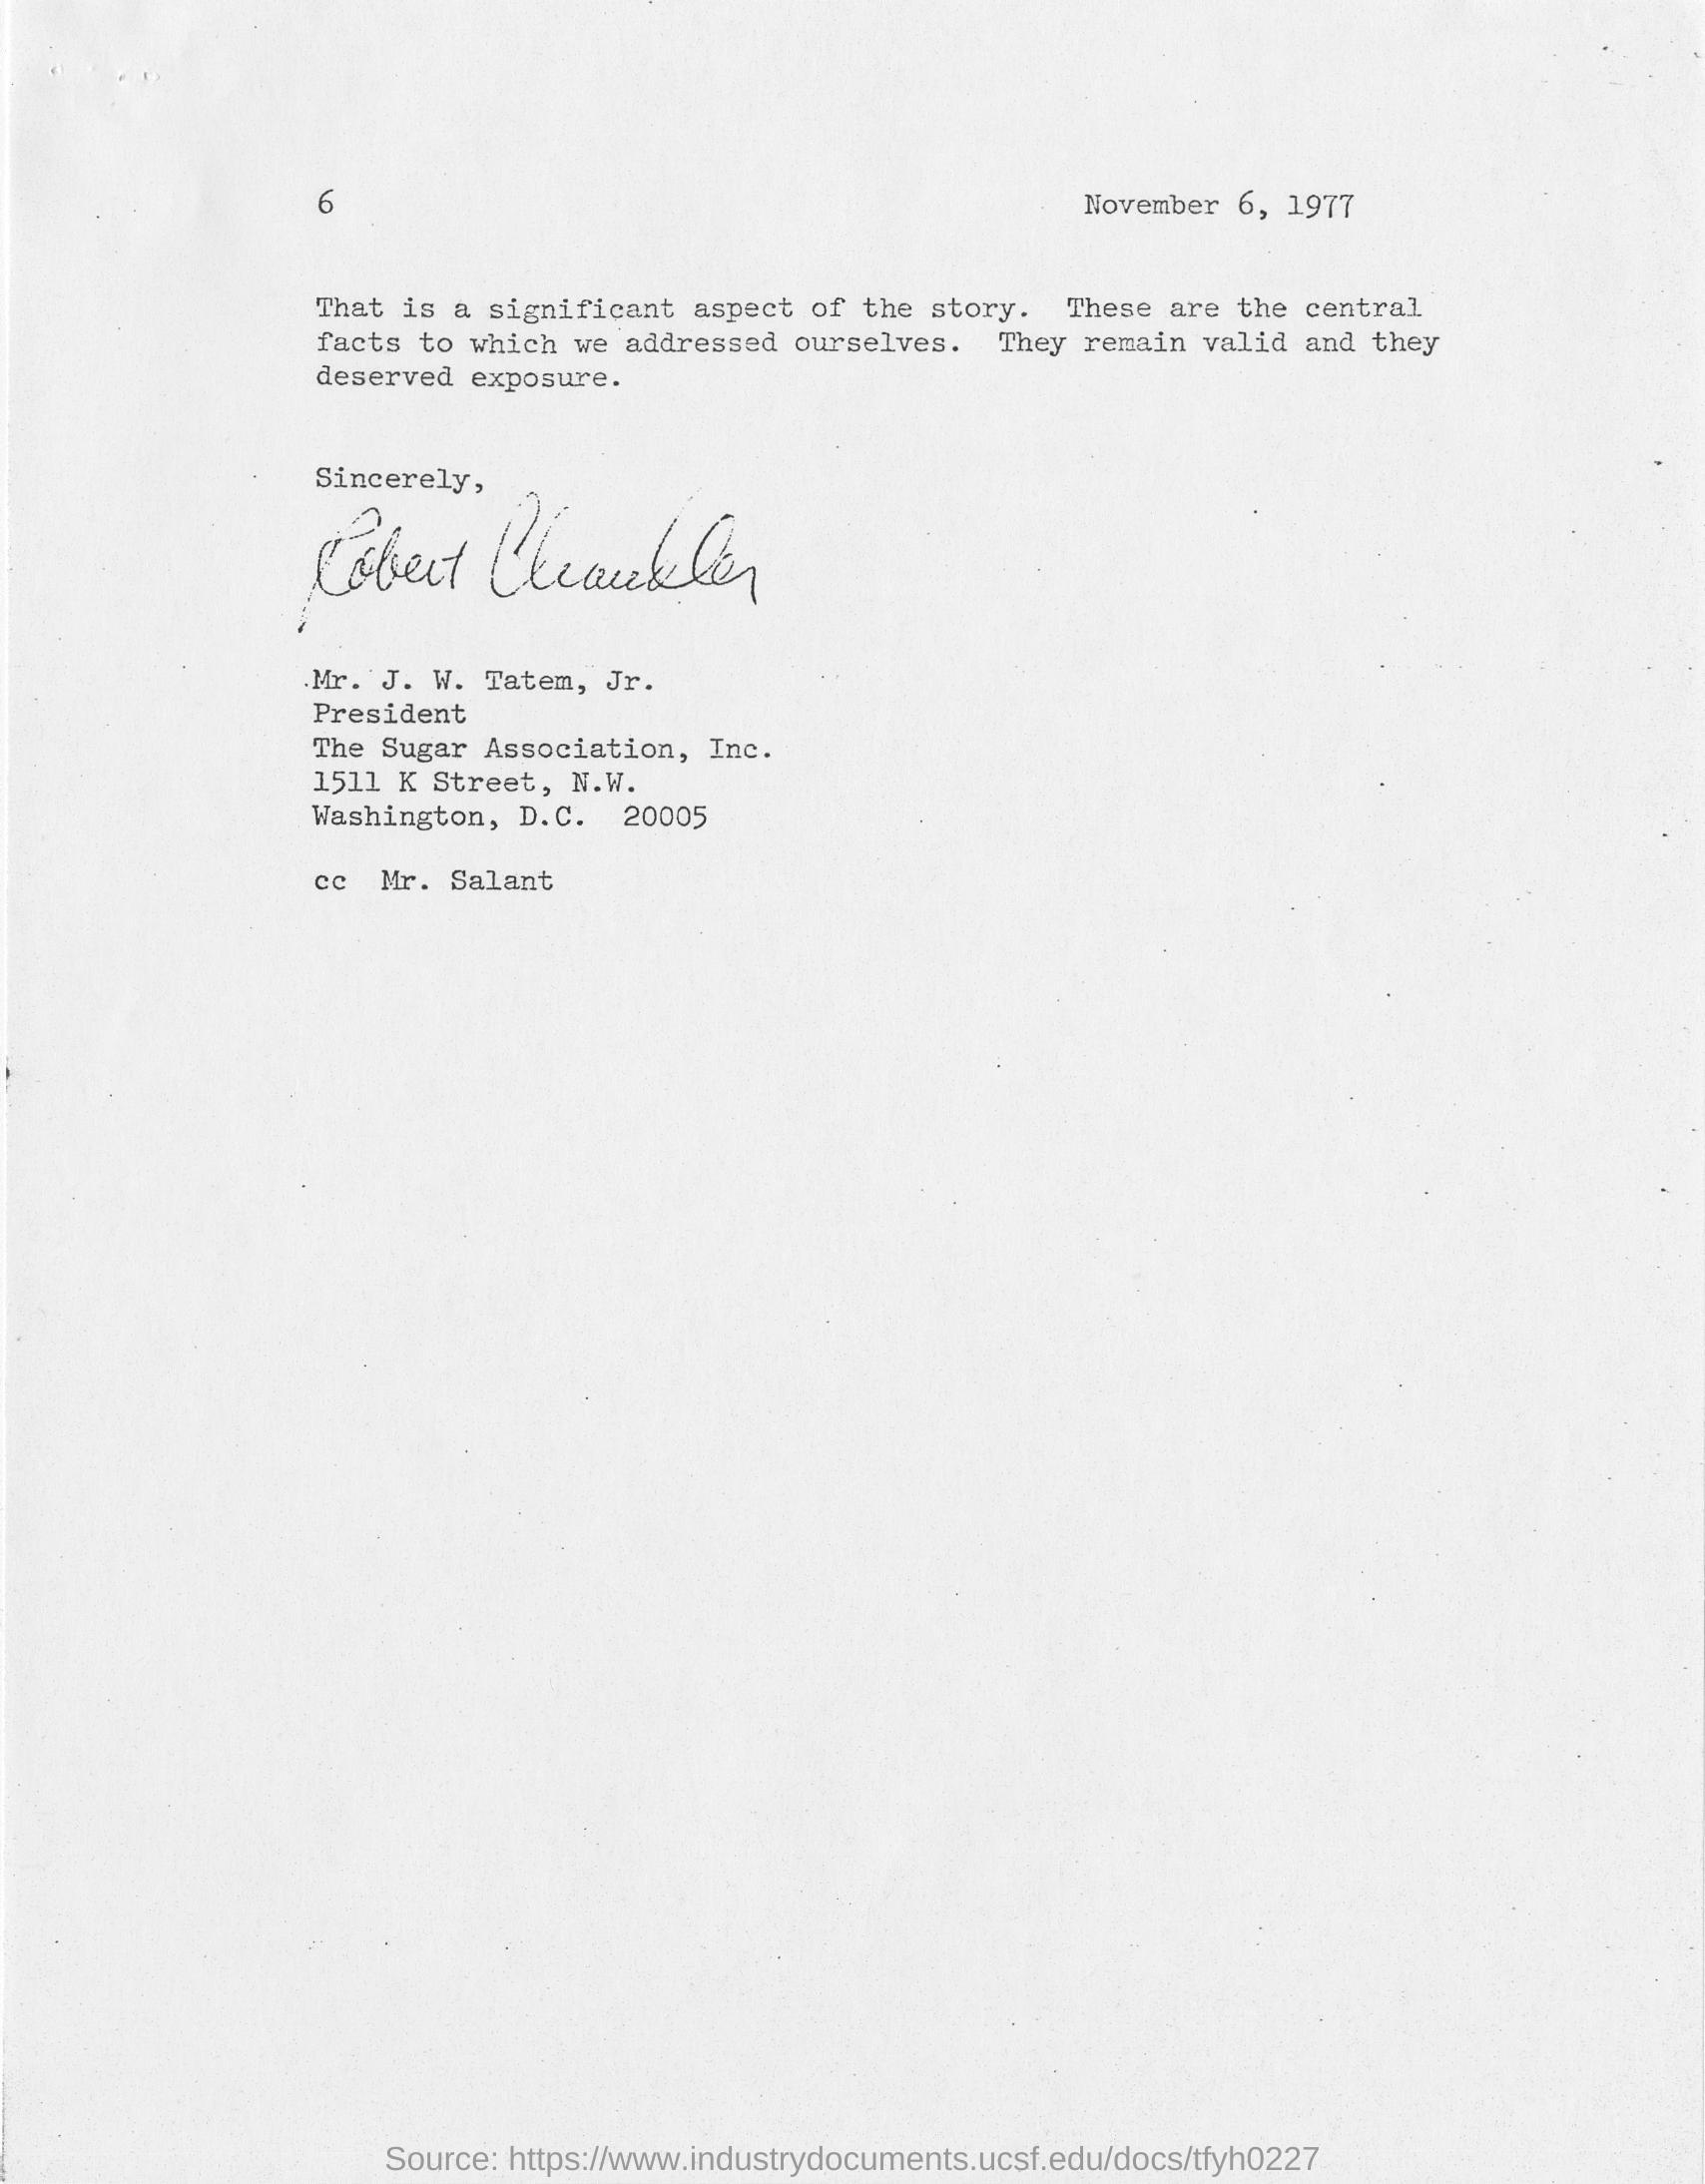 6 November 6, 1977
That is a significant aspect of the story. These are the central
facts to which we addressed ourselves. They remain valid and they
deserved exposure.
Sincerely,
Robert Chandler
Mr. J. W. Tatem, Jr.
President
The Sugar Association, Inc.
1511 K Street, N.W.
Washington, D.C. 20005
cc Mr. Salant
Source: https://www.industrydocuments.ucsf.edu/docs/tfyh0227